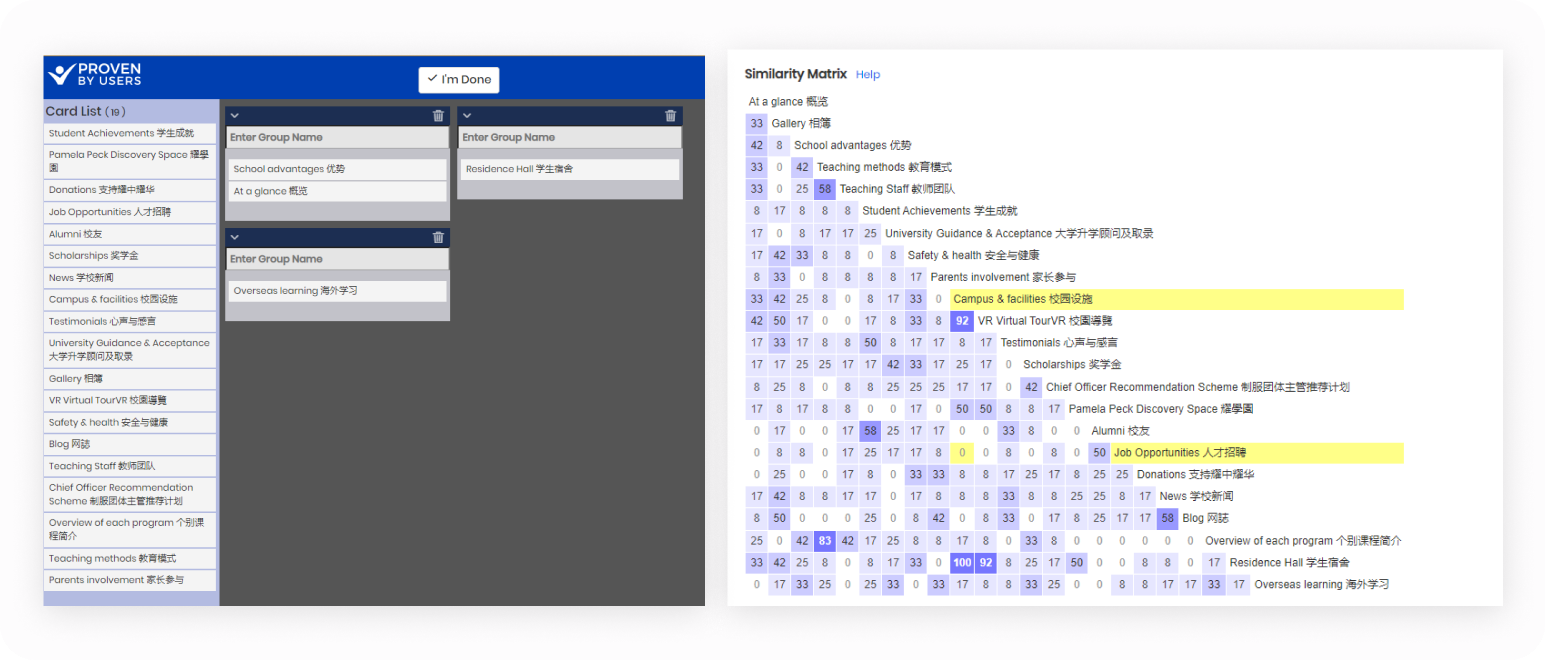 PROVEN
BY USERS
I'm Done
Card List ( 19 )
Student Achievements 学生成就
Pamela Peck Discovery Space 耀學
園
Donations 支持耀中耀华
Job Opportunities 人才招聘
Alumni 校友
Scholarships 奖学金
News 学校新闻
Campus & facilities 校园设施
Testimonials 心声与感言
University Guidance & Acceptance
大学升学顾问及取录
Gallery 相簿
VR Virtual TourVR 校園導覽
Safety & health 安全与健康
Blog 网誌
Teaching Staff 教师团队
Chief Officer Recommendation
Scheme 制服团体主管推荐计划
Overview of each program 个别课
程简介
Teaching methods 教育模式
Parents involvement 家长参与
Enter Group Name
School advantages 优势
At a glance 概览
Enter Group Name
Residence Hall 学生宿舍
Enter Group Name
Overseas learning 海外学习
Similarity Matrix Help
At a glance 概览
33 Gallery 相簿
42 8 School advantages 优势
33 0 42 Teaching methods 教育模式
33 0 25 58 Teaching Staff 教师团队
8 17 8 8 8 Student Achievements 学生成就
17 0 8 17 17 25 University Guidance & Acceptance 大学升学顾问及取录
17 42 33 8 8 0 8 Safety & health 安全与健康
8 33 0 8 8 8 8 17 Parents involvement 家长参与
33 42 25 8 0 8 17 33 0 Campus & facilities 校园设施
42 50 17 0 0 17 8 33 8 92 VR Virtual TourVR 校園導覽
17 33 17 8 8 50 8 17 17 8 17 Testimonials 心声与感言
17 17 25 25 17 17 42 33 17 25 17 0 Scholarships 奖学金
8 25 8 0 8 8 25 25 25 17 17 0 42 Chief Officer Recommendation Scheme 制服团体主管推荐计划
17 8 17 8 8 0 0 17 0 50 50 8 8 17 Pamela Peck Discovery Space 耀學園
0 17 0 0 17 58 25 17 17 0 0 33 8 0 0 Alumni 校友
0 8 8 0 17 25 17 17 8 0 0 8 0 8 0 50 Job Opportunities 人才招聘
0 25 0 0 17 8 0 33 33 8 8 17 25 17 8 25 25 Donations 支持耀中耀华
17 42 8 8 17 17 0 17 8 8 8 33 8 8 25 25 8 17 News 学校新闻
8 50 0 0 0 25 0 8 42 0 8 33 0 17 8 25 17 17 58 Blog 网誌
25 0 42 83 42 17 25 8 8 17 8 0 33 8 0 0 0 0 0 0 Overview of each program 个别课程简介
33 42 25 8 0 8 17 33 0 100 92 8 25 17 50 0 0 8 8 0 17 Residence Hall 学生宿舍
0 17 33 25 0 25 33 0 33 17 8 8 33 25 0 0 8 8 17 17 33 17 Overseas learning 海外学习